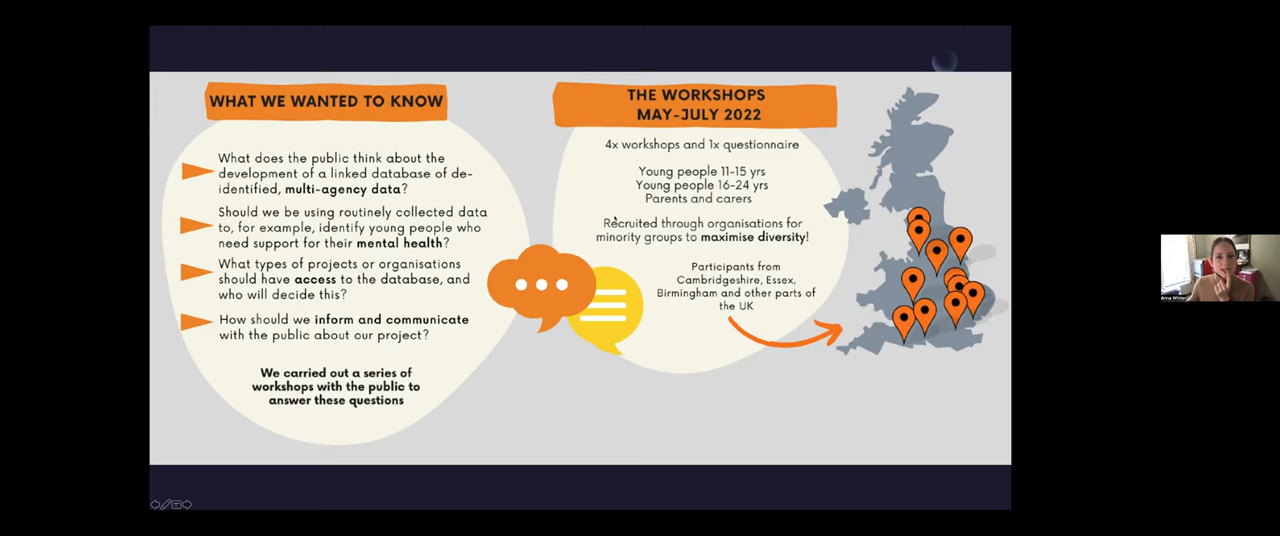 WHAT WE WANTED TO KNOW
What does the public think about the
development of a linked database of de-
identified, multi-agency data?
Should we be using routinely collected data
to, for example, identify young people who
need support for their mental health?
What types of projects or organisations
should have access to the database, and
who will decide this?
How should we inform and communicate
with the public about our project?
We carried out a series of
workshops with the public to
answer these questions
THE WORKSHOPS
MAY-JULY 2022
4x workshops and 1x questionnaire
Young people 11-15 yrs
Young people 16-24 yrs
Parents and carers
Recruited through organisations for
minority groups to maximise diversity!
Participants from
Cambridgeshire, Essex,
Birmingham and other parts of
the UK
Anna Winter